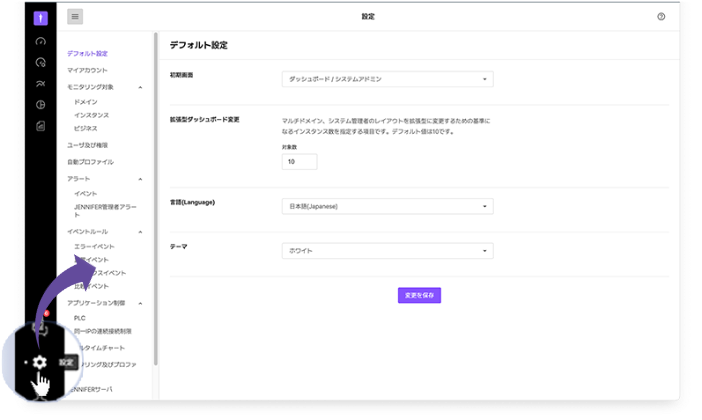 設定
デフォルト設定
マイアカウント
モニタリング対象
ドメイン
インスタンス
ビジネス
ユーザ及び権限
自動プロファイル
アラート
イベント
JENNIFER管理者アラー
ト
イベントルール
エラーイベント
イベント
スイベント
比較イベント
アプリケーション制御
PLC
同一IPの連続接続制限
ルタイムチャート
リング及びプロファ
JENNIFERサーバ
設定
デフォルト設定
初期画面
ダッシュボード / システムアドミン
拡張型ダッシュボード変更
マルチドメイン、システム管理者のレイアウトを拡張型に変更するための基準に
なるインスタンス数を指定する項目です。デフォルト値は10です。
対象数
10
言語(Language)
日本語(Japanese)
テーマ
ホワイト
変更を保存